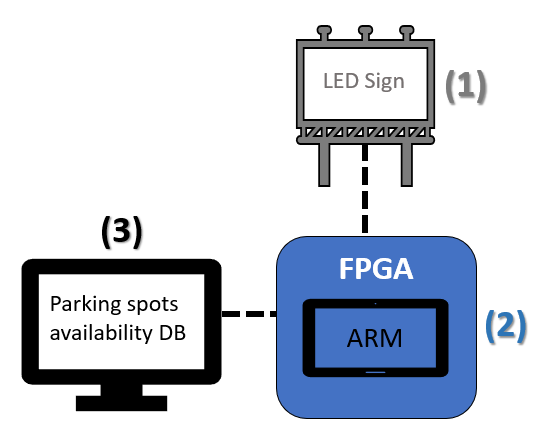 LED Sign
(1)
(3)
FPGA
Parking spots
availability DB
ARM
(2)